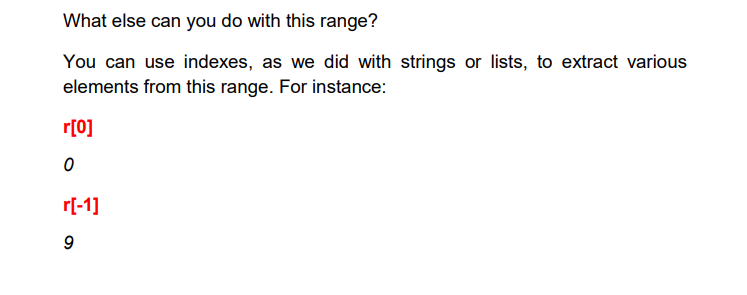 What else can you do with this range?
You can use indexes, as we did with strings or lists, to extract various
elements from this range. For instance:
r[0]
0
r[-1]
9